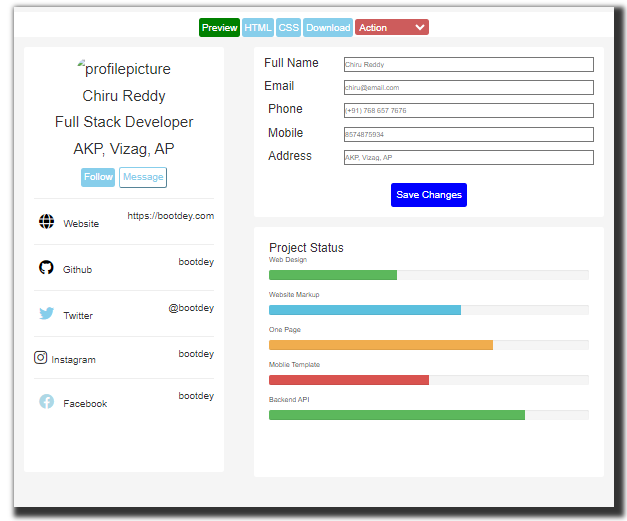 Preview HTML CSS Download Action
profilepicture
Chiru Reddy
Full Stack Developer
AKP, Vizag, AP
Follow Message
Website https://bootdey.com
Github bootdey
Twitter @bootdey
Instagram bootdey
Facebook bootdey
Full Name Chiru Reddy
Email chiru@email.com
Phone (+91) 768 657 7676
Mobile 8574875934
Address AKP, Vizag, AP
Save Changes
Project Status
Web Design
Website Markup
One Page
Moblie Template
Backend API